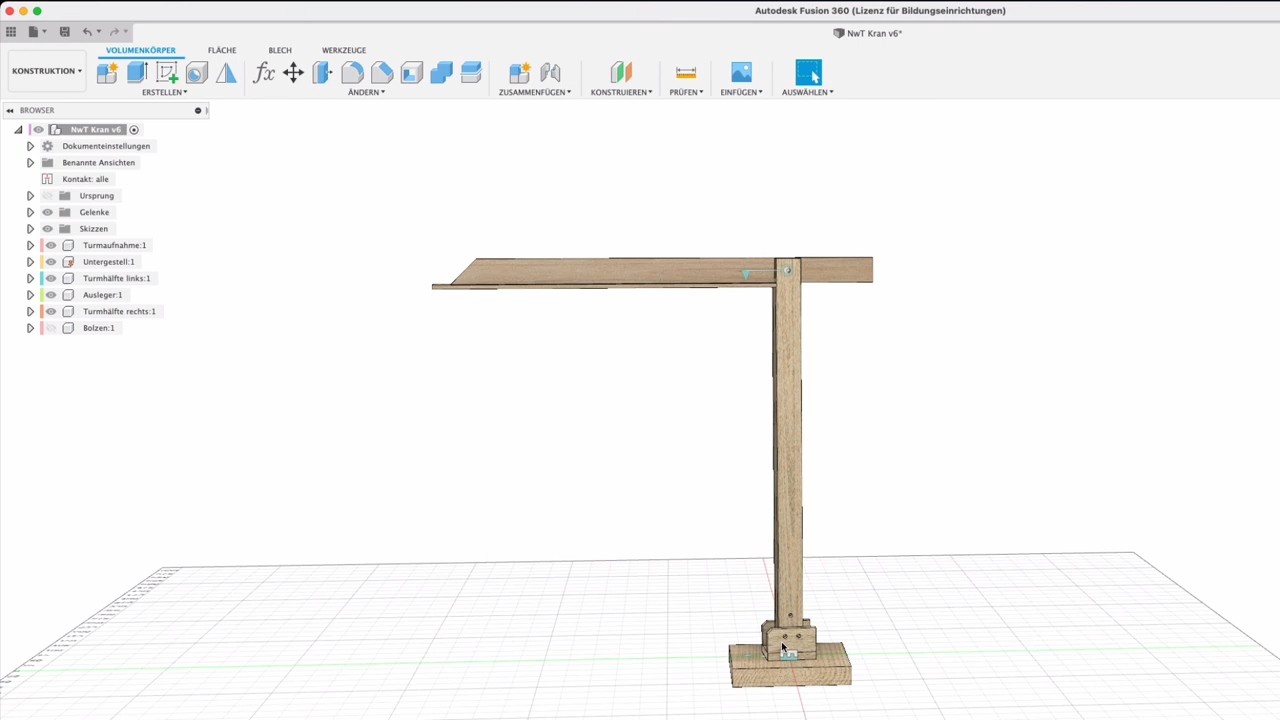 Autodesk Fusion 360 (Lizenz für Bildungseinrichtungen)
NwT Kran v6*
VOLUMENKÖRPER FLÄCHE BLECH WERKZEUGE
KONSTRUKTION
ERSTELLEN ÄNDERN ZUSAMMENFÜGEN KONSTRUIEREN PRÜFEN EINFÜGEN AUSWÄHLEN
BROWSER
NwT Kran v6
Dokumenteinstellungen
Benannte Ansichten
Kontakt: alle
Ursprung
Gelenke
Skizzen
Turmaufnahme:1
Untergestell:1
Turmhälfte links:1
Ausleger:1
Turmhälfte rechts:1
Bolzen:1